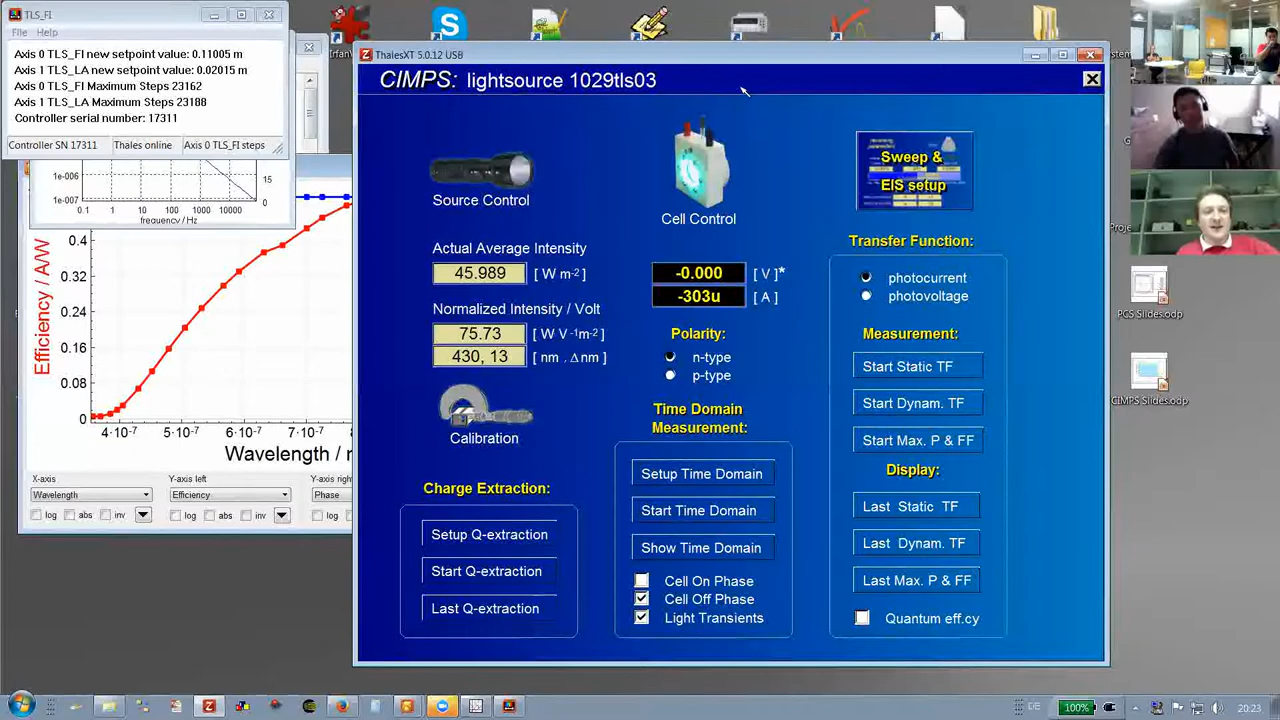 TLS_FI
File Help
Axis 0 TLS_FI new setpoint value: 0.11005 m
Axis 1 TLS_LA new setpoint value: 0.02015 m
Axis 0 TLS_FI Maximum Steps 23162
Axis 1 TLS_LA Maximum Steps 23188
Controller serial number: 17311
Controller SN 17311
Thales online
Axis 0 TLS_FI steps
1e-006
1e-007
15
0
0.1 1 10 100 1000 10000
frequency / Hz
Efficiency / A/W
0.4
0.32
0.24
0.16
0.08
0
4·10-7 5·10-7 6·10-7 7·10-7
Wavelength /
X-axis
Wavelength
log abs inv
Y-axis left
Efficiency
log abs inv
Y-axis right
Phase
log
ThalesXT 5.0.12 USB
CIMPS: lightsource 1029tls03
Source Control
Actual Average Intensity
45.989 [ W m-2 ]
Normalized Intensity / Volt
75.73 [ W V -1m-2 ]
430, 13 [ nm , Δ nm ]
Calibration
Charge Extraction:
Setup Q-extraction
Start Q-extraction
Last Q-extraction
Cell Control
-0.000 [ V ]*
-303u [ A ]
Polarity:
n-type
p-type
Time Domain
Measurement:
Setup Time Domain
Start Time Domain
Show Time Domain
Cell On Phase
Cell Off Phase
Light Transients
Sweep &
EIS setup
Transfer Function:
photocurrent
photovoltage
Measurement:
Start Static TF
Start Dynam. TF
Start Max. P & FF
Display:
Last Static TF
Last Dynam. TF
Last Max. P & FF
Quantum eff.cy
PCS Slides.odp
CIMPS Slides.odp
DE
100%
20:23